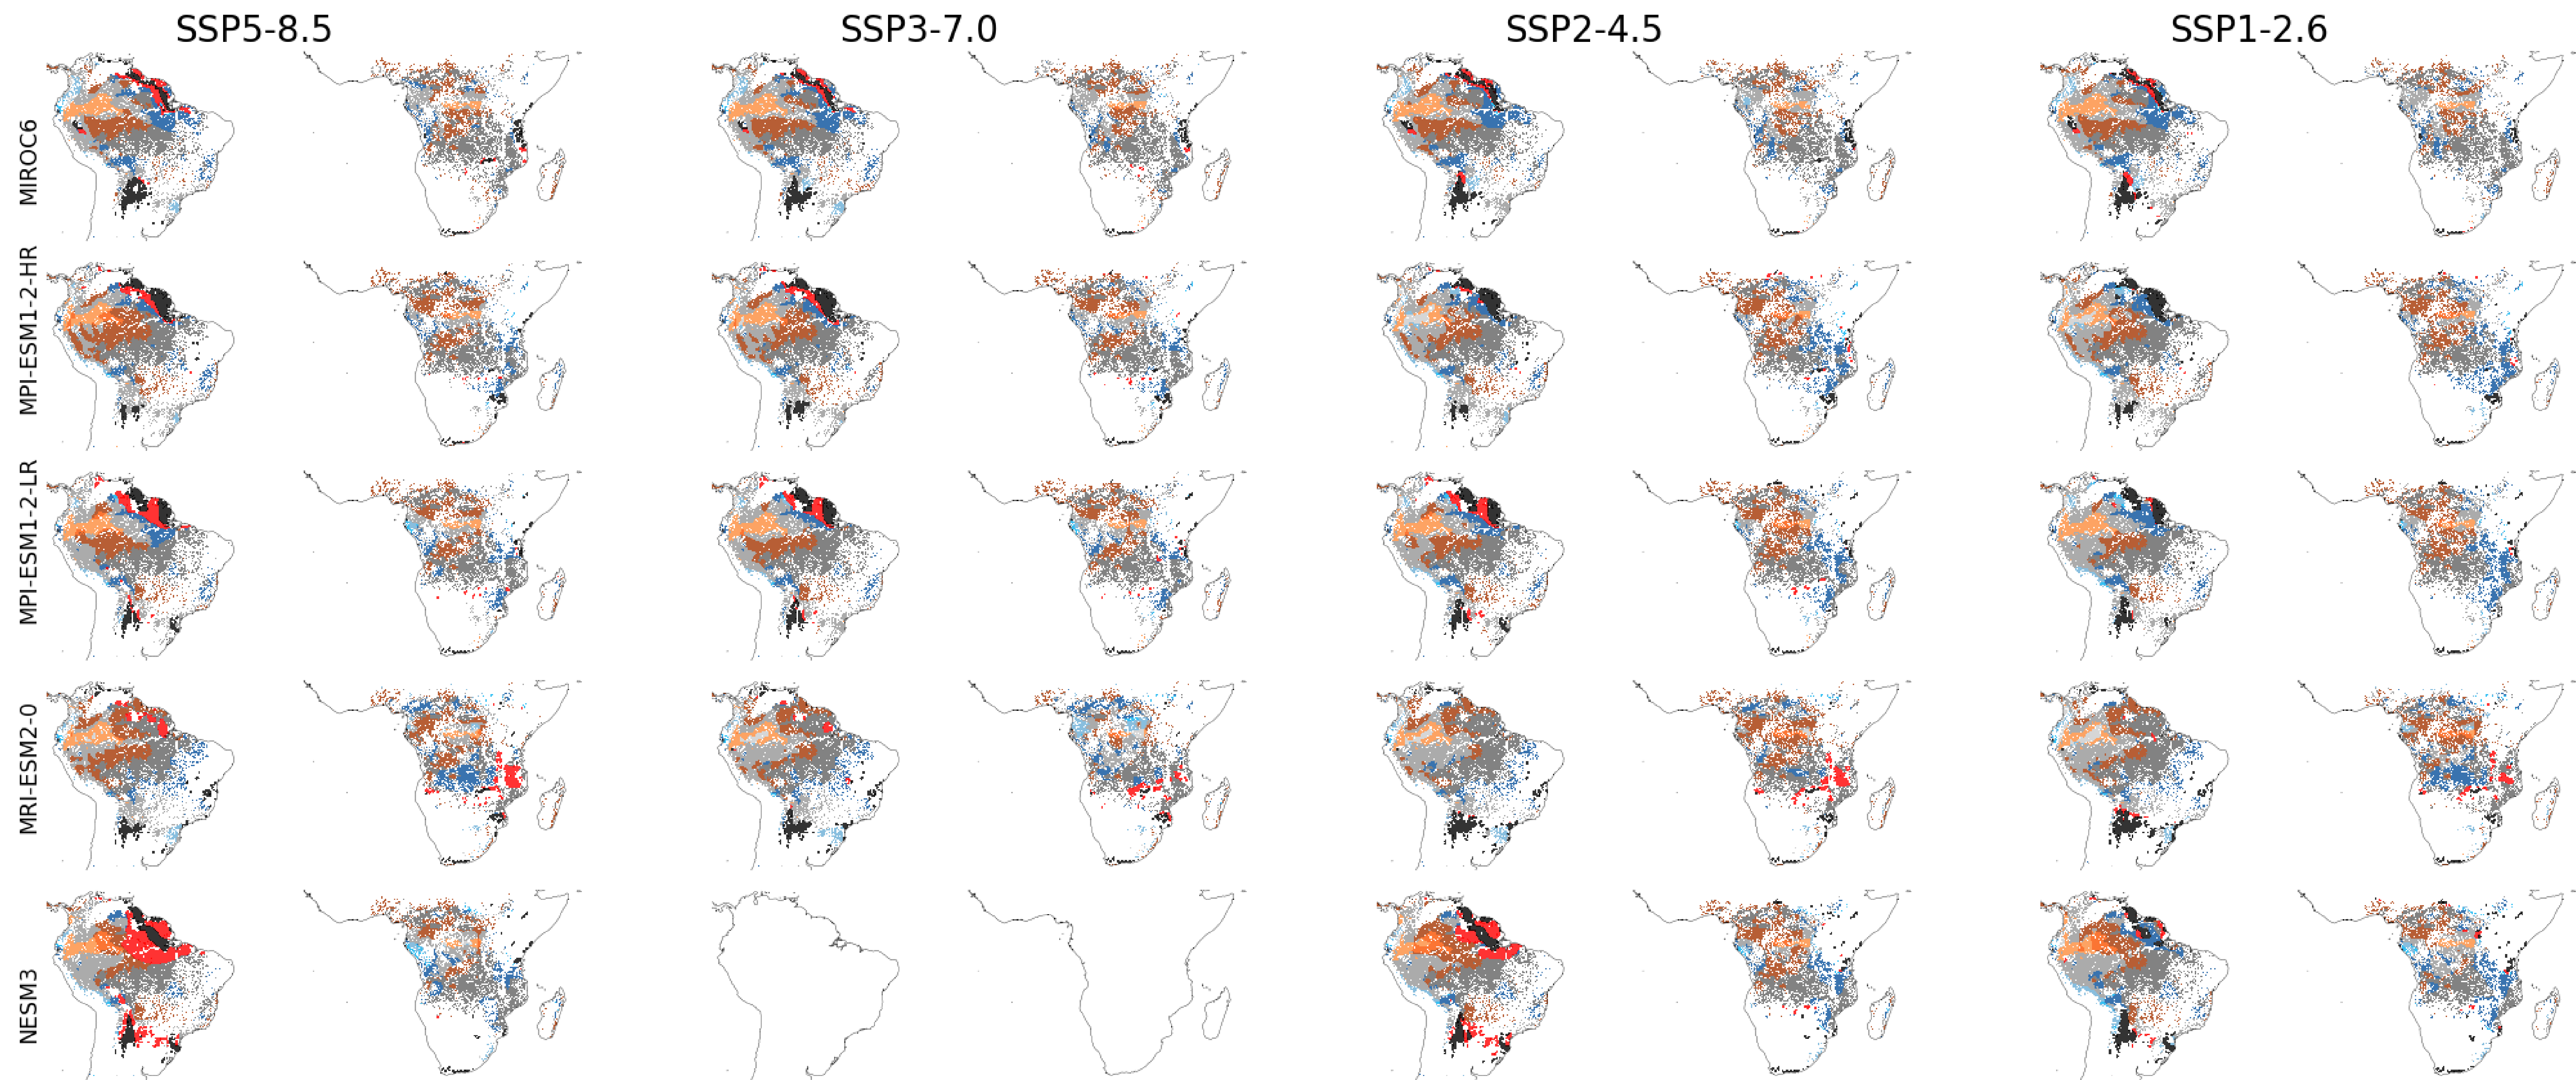 SSP5-8.5
SSP3-7.0
SSP2-4.5
SSP1-2.6
MIROC6
MPI-ESM1-2-HR
MPI-ESM1-2-LR
MRI-ESM2-0
NESM3